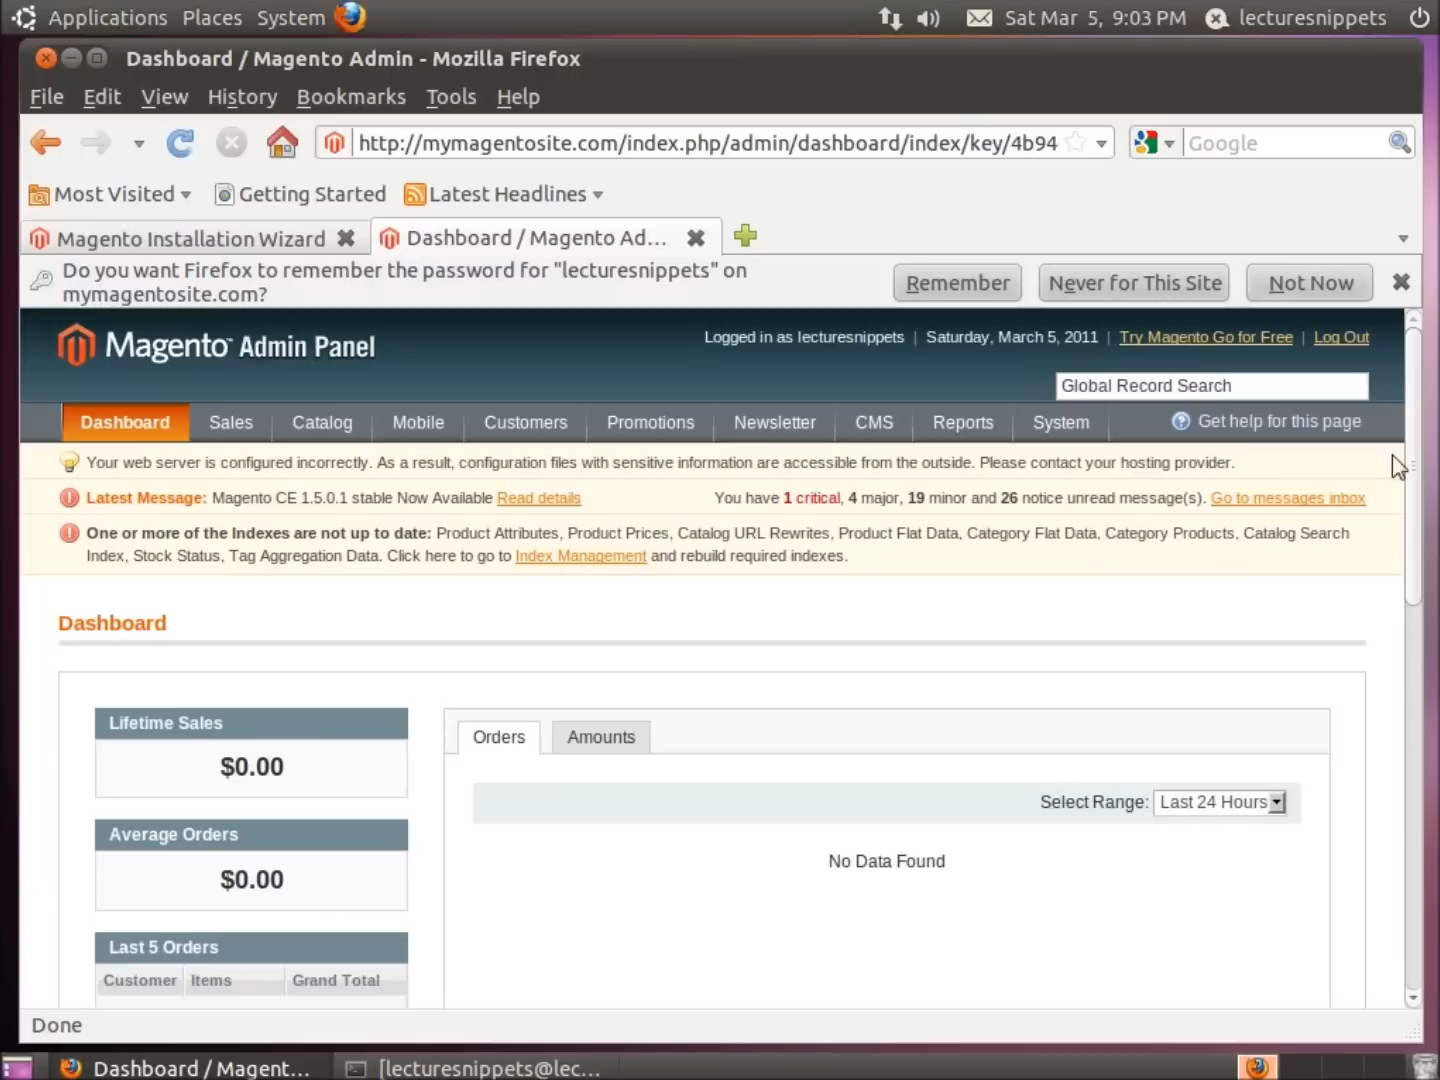 Applications Places System Sat Mar 5, 9:03 PM lecturesnippets
Dashboard / Magento Admin - Mozilla Firefox
File Edit View History Bookmarks Tools Help
http://mymagentosite.com/index.php/admin/dashboard/index/key/4b94 Google
Most Visited Getting Started Latest Headlines
Magento Installation Wizard Dashboard / Magento Ad...
Do you want Firefox to remember the password for "lecturesnippets" on
mymagentosite.com?
Remember Never for This Site Not Now
Magento™ Admin Panel
Logged in as lecturesnippets | Saturday, March 5, 2011 | Try Magento Go for Free | Log Out
Global Record Search
Dashboard Sales Catalog Mobile Customers Promotions Newsletter CMS Reports System Get help for this page
Your web server is configured incorrectly. As a result, configuration files with sensitive information are accessible from the outside. Please contact your hosting provider.
Latest Message: Magento CE 1.5.0.1 stable Now Available Read details You have 1 critical, 4 major, 19 minor and 26 notice unread message(s). Go to messages inbox
One or more of the Indexes are not up to date: Product Attributes, Product Prices, Catalog URL Rewrites, Product Flat Data, Category Flat Data, Category Products, Catalog Search
Index, Stock Status, Tag Aggregation Data. Click here to go to Index Management and rebuild required indexes.
Dashboard
Lifetime Sales
$0.00
Average Orders
$0.00
Last 5 Orders
Customer Items Grand Total
Orders Amounts
Select Range: Last 24 Hours
No Data Found
Done
Dashboard / Magent... [lecturesnippets@lec...